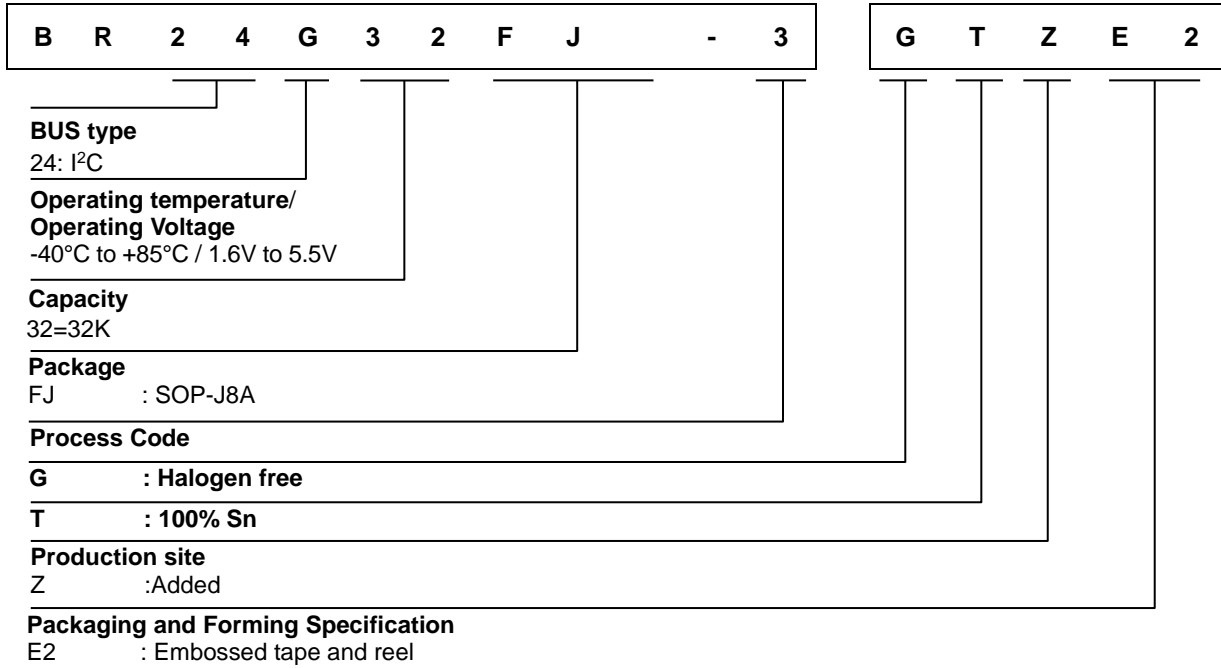 B R 2 4 G 3 2 F J - 3 G T Z E 2
BUS type
24: I²C
Operating temperature/
Operating Voltage
-40°C to +85°C / 1.6V to 5.5V
Capacity
32=32K
Package
FJ : SOP-J8A
Process Code
G : Halogen free
T : 100% Sn
Production site
Z :Added
Packaging and Forming Specification
E2 : Embossed tape and reel